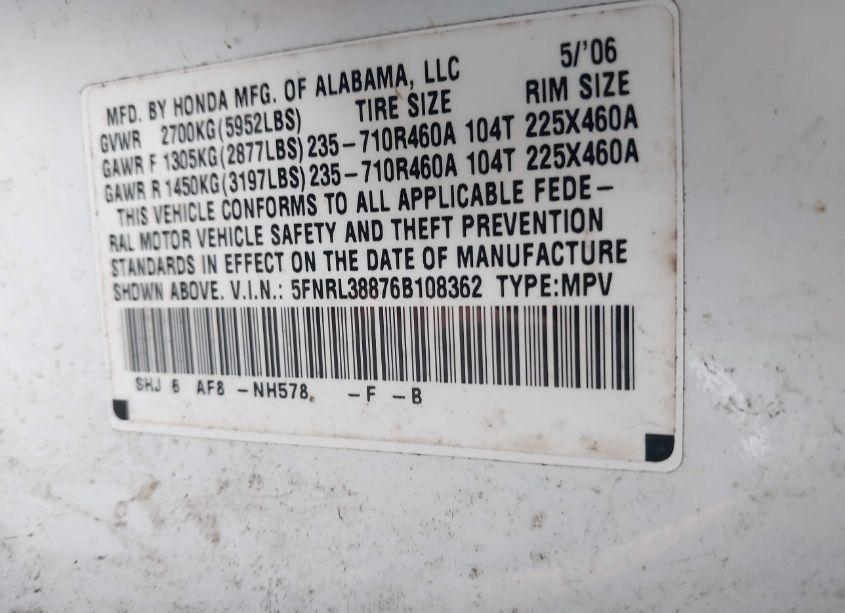 MFD. BY HONDA MFG. OF ALABAMA, LLC 5/'06
GVWR 2700KG(5952LBS) TIRE SIZE RIM SIZE
GAWR F 1305KG(2877LBS) 235-710R460A 104T 225X460A
GAWR R 1450KG(3197LBS) 235-710R460A 104T 225X460A
THIS VEHICLE CONFORMS TO ALL APPLICABLE FEDE-
RAL MOTOR VEHICLE SAFETY AND THEFT PREVENTION
STANDARDS IN EFFECT ON THE DATE OF MANUFACTURE
SHOWN ABOVE. V.I.N.: 5FNRL38876B108362 TYPE:MPV
SHJ 6 AF8 -NH578 -F -B